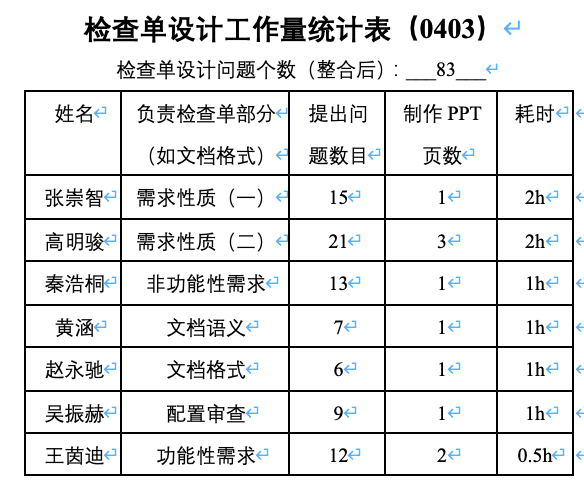 检查单设计工作量统计表（0403）
检查单设计问题个数（整合后）：___83___
姓名 负责检查单部分 提出问 制作 PPT 耗时
（如文档格式） 题数目 页数
张崇智 需求性质（一） 15 1 2h
高明骏 需求性质（二） 21 3 2h
秦浩桐 非功能性需求 13 1 1h
黄涵 文档语义 7 1 1h
赵永驰 文档格式 6 1 1h
吴振赫 配置审查 9 1 1h
王茵迪 功能性需求 12 2 0.5h